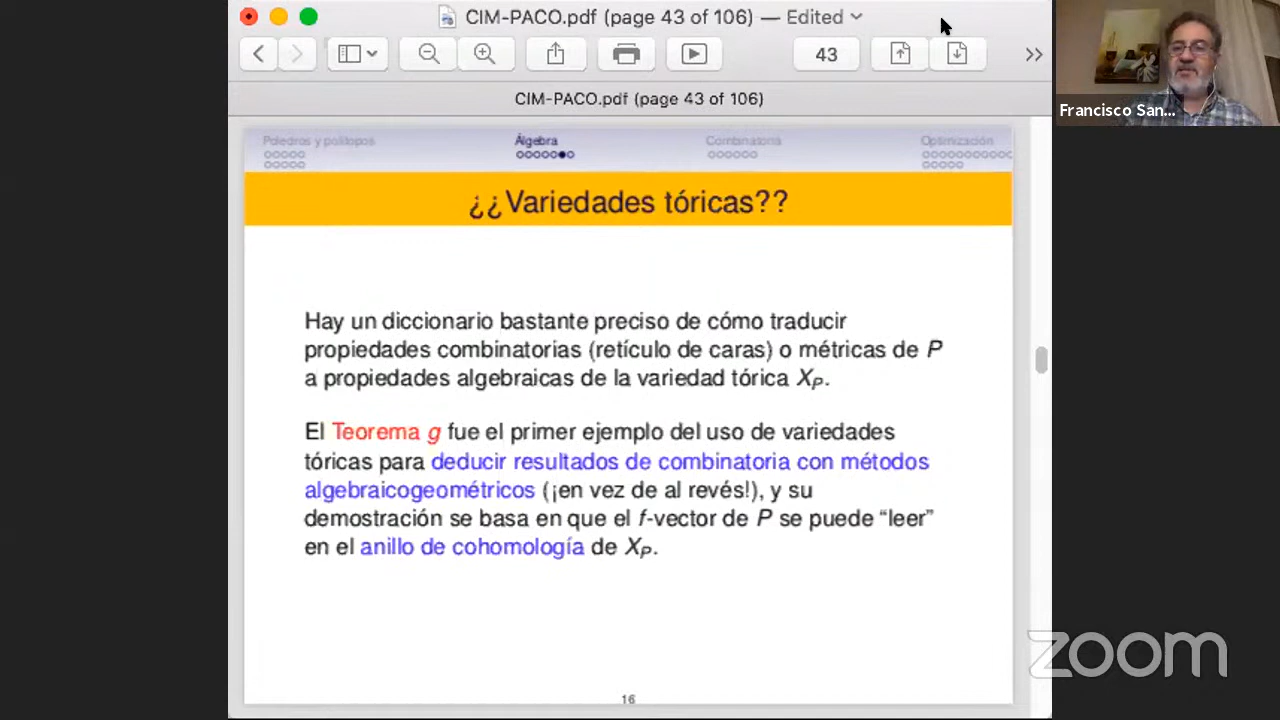 CIM-PACO.pdf (page 43 of 106) — Edited
43
CIM-PACO.pdf (page 43 of 106)
Francisco San...
Poliedros y politopos
Álgebra
Combinatoria
Optimización
¿¿Variedades tóricas??
Hay un diccionario bastante preciso de cómo traducir
propiedades combinatorias (retículo de caras) o métricas de P
a propiedades algebraicas de la variedad tórica X_P.
El Teorema g fue el primer ejemplo del uso de variedades
tóricas para deducir resultados de combinatoria con métodos
algebraicogeométricos (¡en vez de al revés!), y su
demostración se basa en que el f-vector de P se puede “leer”
en el anillo de cohomología de X_P.
16
zoom